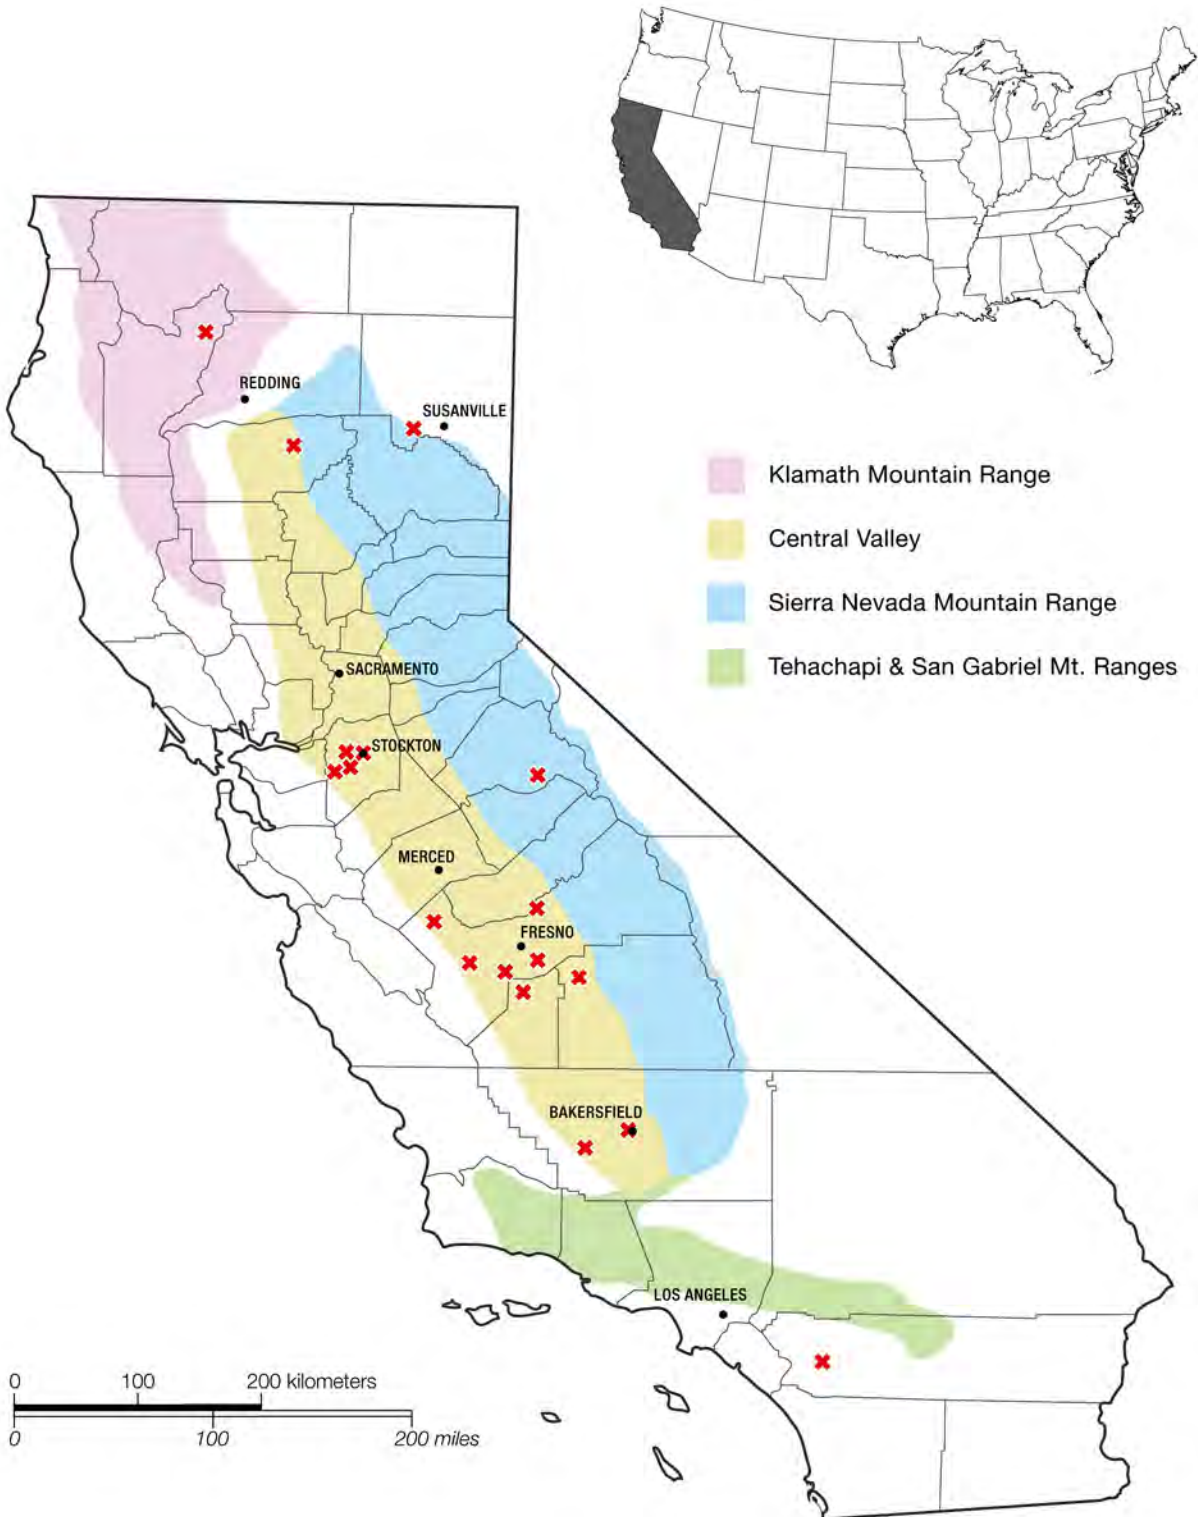 REDDING
SUSANVILLE
Klamath Mountain Range
Central Valley
Sierra Nevada Mountain Range
Tehachapi & San Gabriel Mt. Ranges
SACRAMENTO
STOCKTON
MERCED
FRESNO
BAKERSFIELD
LOS ANGELES
0 100 200 kilometers
0 100 200 miles